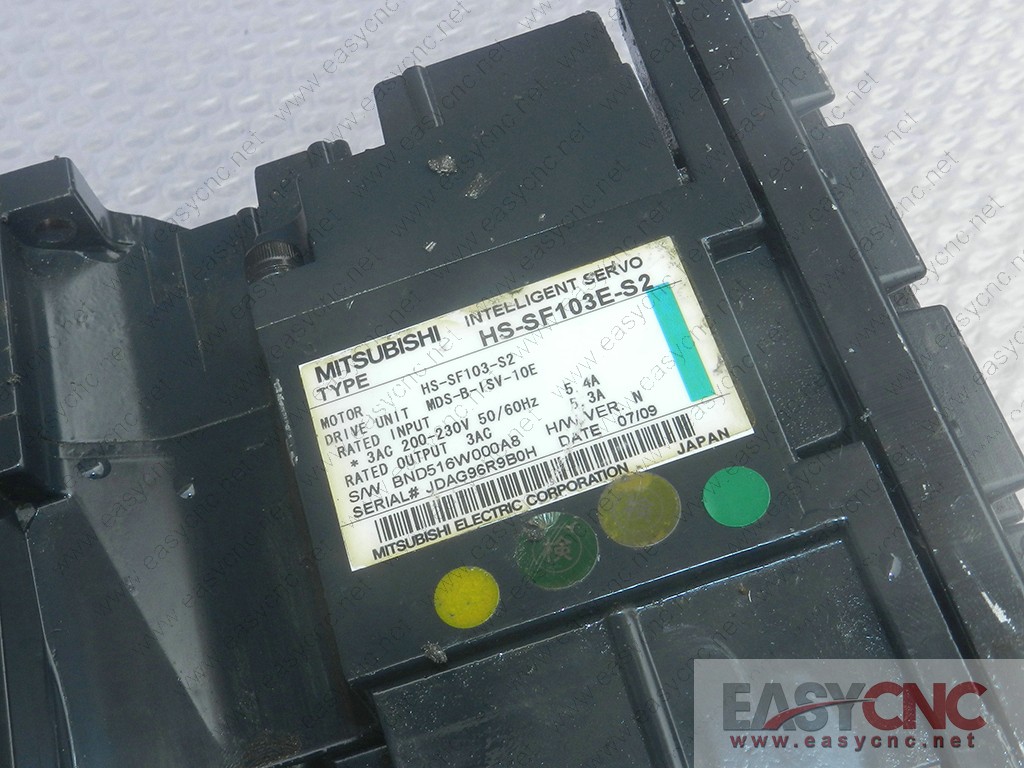 MITSUBISHI INTELLIGENT SERVO
TYPE HS-SF103E-S2
MOTOR HS-SF103-S2
DRIVE UNIT MDS-B-ISV-10E
RATED INPUT 5.4A
* 3AC 200-230V 50/60Hz
RATED OUTPUT 3AC 5.3A
S/W BND516W000A8 H/W VER. N
SERIAL# JDAG96R9B0H DATE 07/09
MITSUBISHI ELECTRIC CORPORATION JAPAN
検
EASYCNC
www.easycnc.net